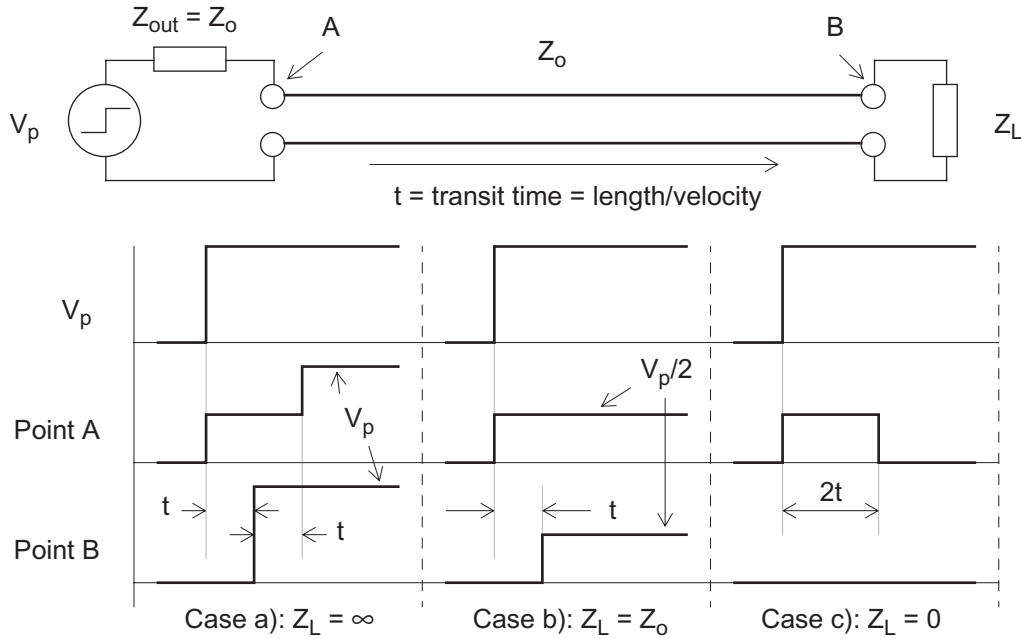 Z_out = Z_o
A
B
Z_o
V_p
Z_L
t = transit time = length/velocity
V_p
V_p/2
Point A
V_p
t
2t
t
t
Point B
Case a): Z_L = ∞
Case b): Z_L = Z_o
Case c): Z_L = 0